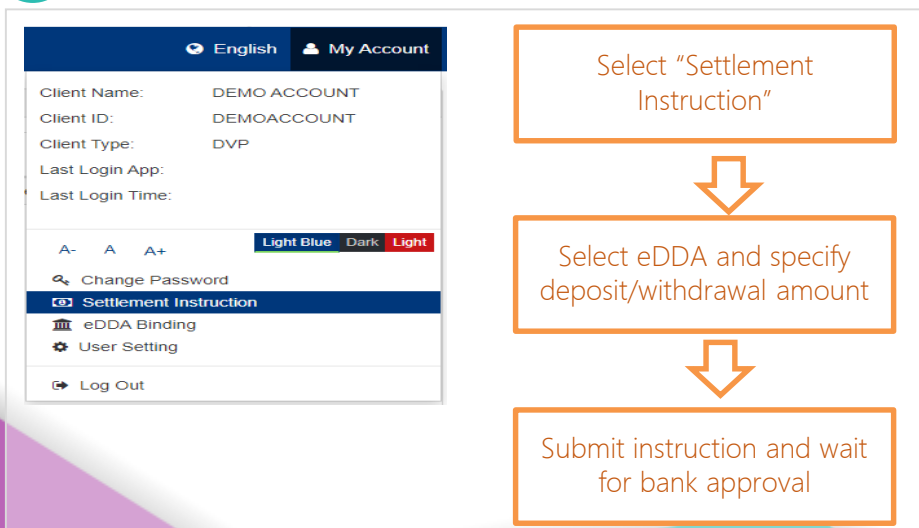 English My Account
Client Name: DEMO ACCOUNT
Client ID: DEMOACCOUNT
Client Type: DVP
Last Login App:
Last Login Time:
A- A A+ Light Blue Dark Light
Change Password
Settlement Instruction
eDDA Binding
User Setting
Log Out
Select “Settlement
Instruction”
Select eDDA and specify
deposit/withdrawal amount
Submit instruction and wait
for bank approval